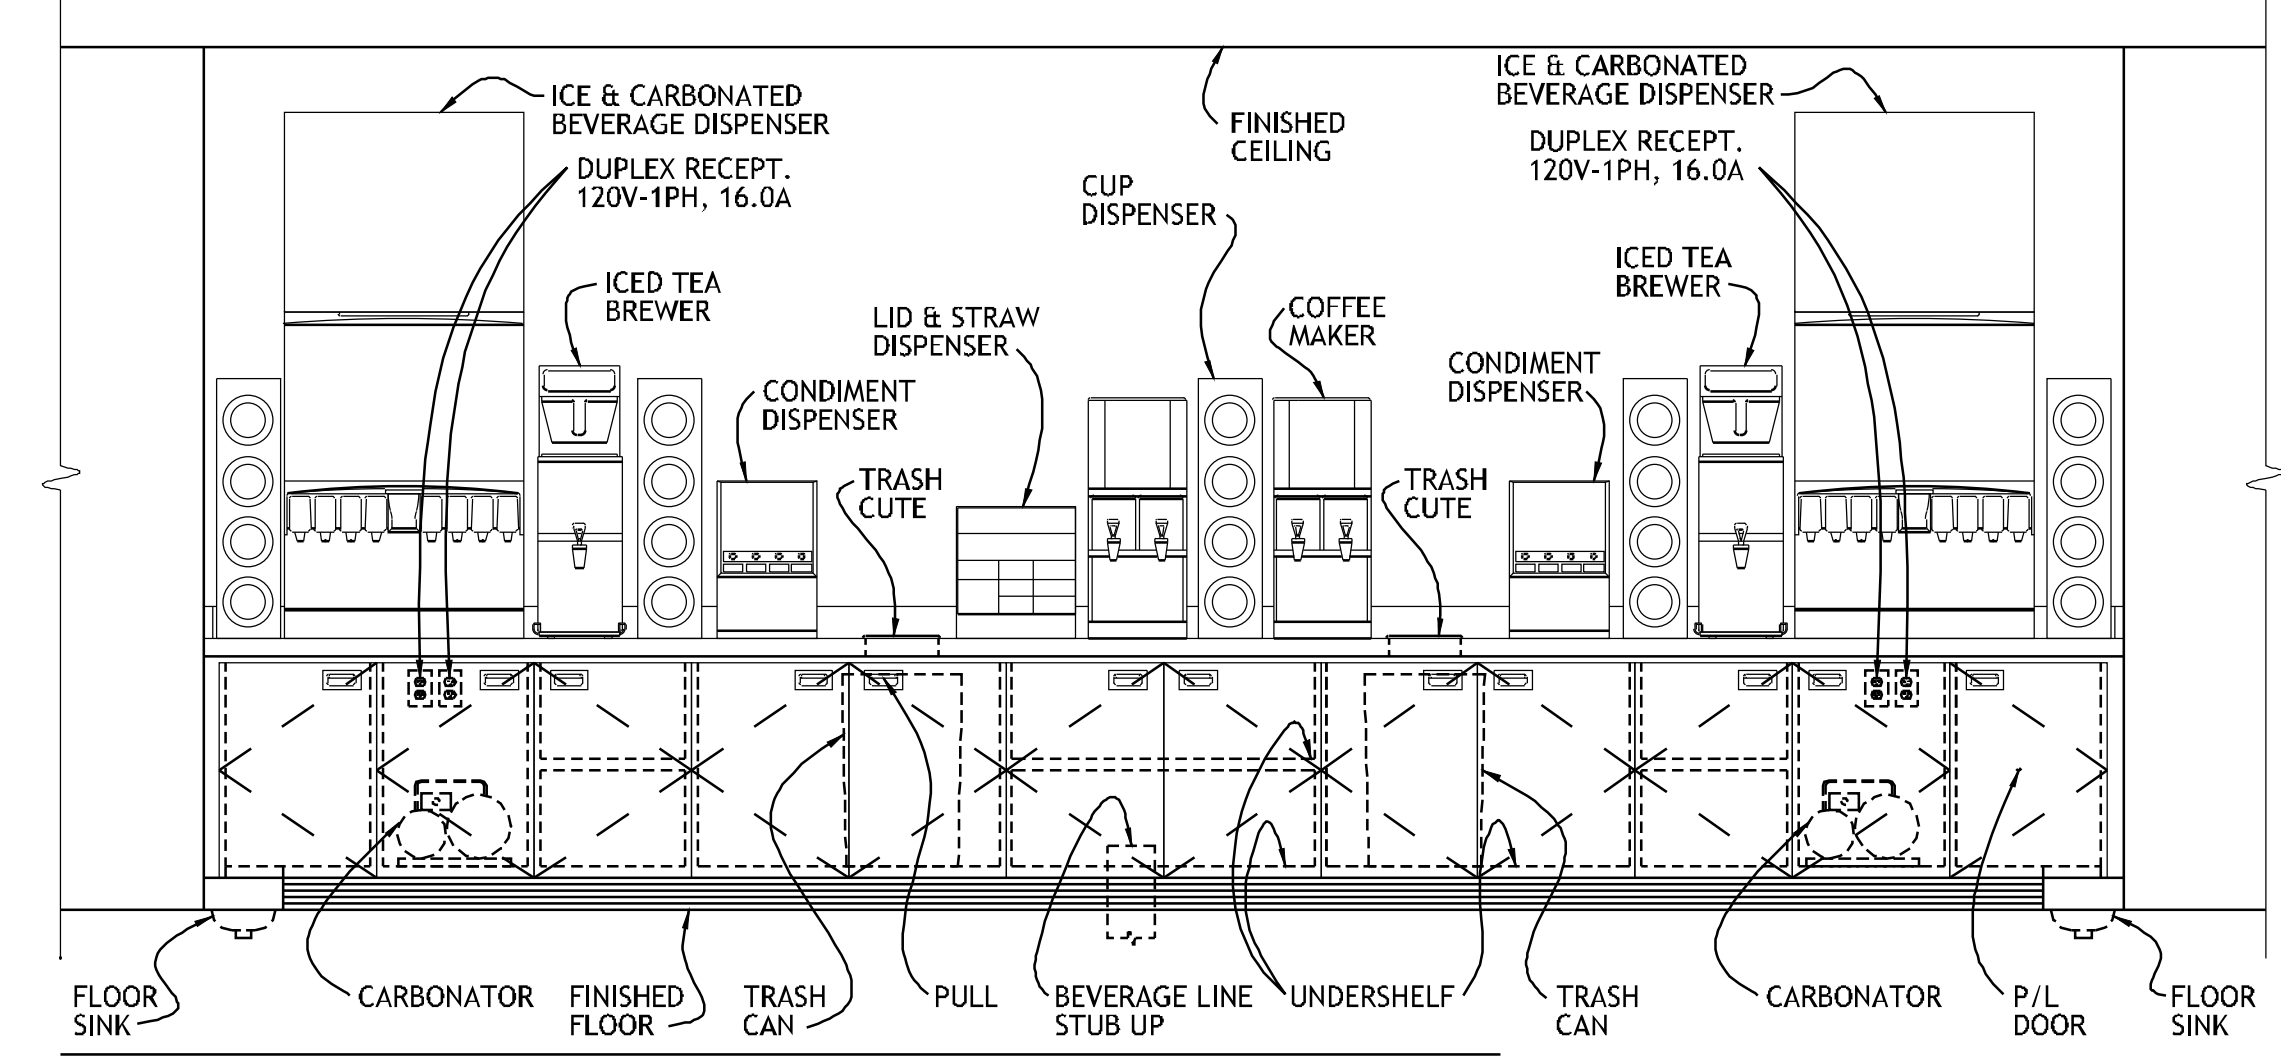 ICE & CARBONATED
BEVERAGE DISPENSER
DUPLEX RECEPT.
120V-1PH, 16.0A
FINISHED
CEILING
ICE & CARBONATED
BEVERAGE DISPENSER
DUPLEX RECEPT.
120V-1PH, 16.0A
CUP
DISPENSER
ICED TEA
BREWER
ICED TEA
BREWER
LID & STRAW
DISPENSER
COFFEE
MAKER
CONDIMENT
DISPENSER
CONDIMENT
DISPENSER
TRASH
CUTE
TRASH
CUTE
FLOOR
SINK
CARBONATOR
FINISHED
FLOOR
TRASH
CAN
PULL
BEVERAGE LINE
STUB UP
UNDERSHELF
TRASH
CAN
CARBONATOR
P/L
DOOR
FLOOR
SINK